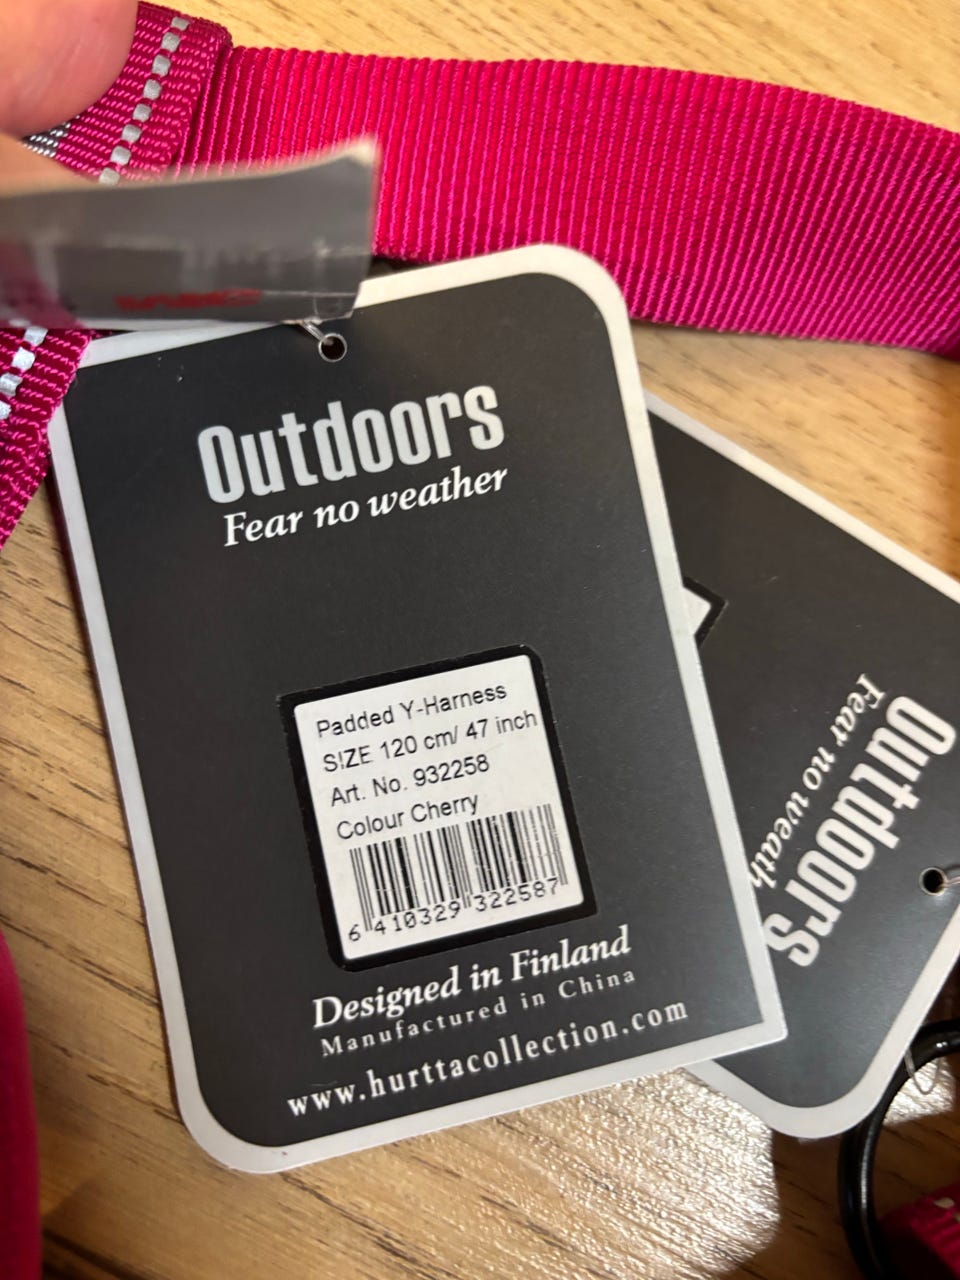 Outdoors
Fear no weather
Padded Y-Harness
SIZE 120 cm/ 47 inch
Art. No. 932258
Colour Cherry
6 410329 322587
Designed in Finland
Manufactured in China
www.hurttacollection.com
Outdoors
Fear no weath